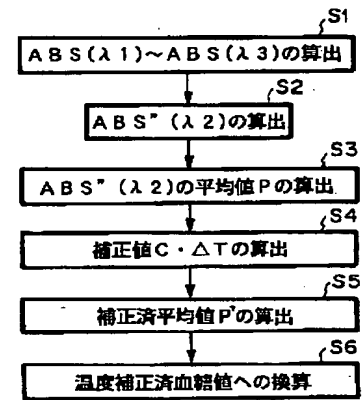 S1
ABS(λ1)～ABS(λ3)の算出
S2
ABS"(λ2)の算出
S3
ABS"(λ2)の平均値Pの算出
S4
補正値C・△Tの算出
S5
補正済平均値P'の算出
S6
温度補正済血糖値への換算